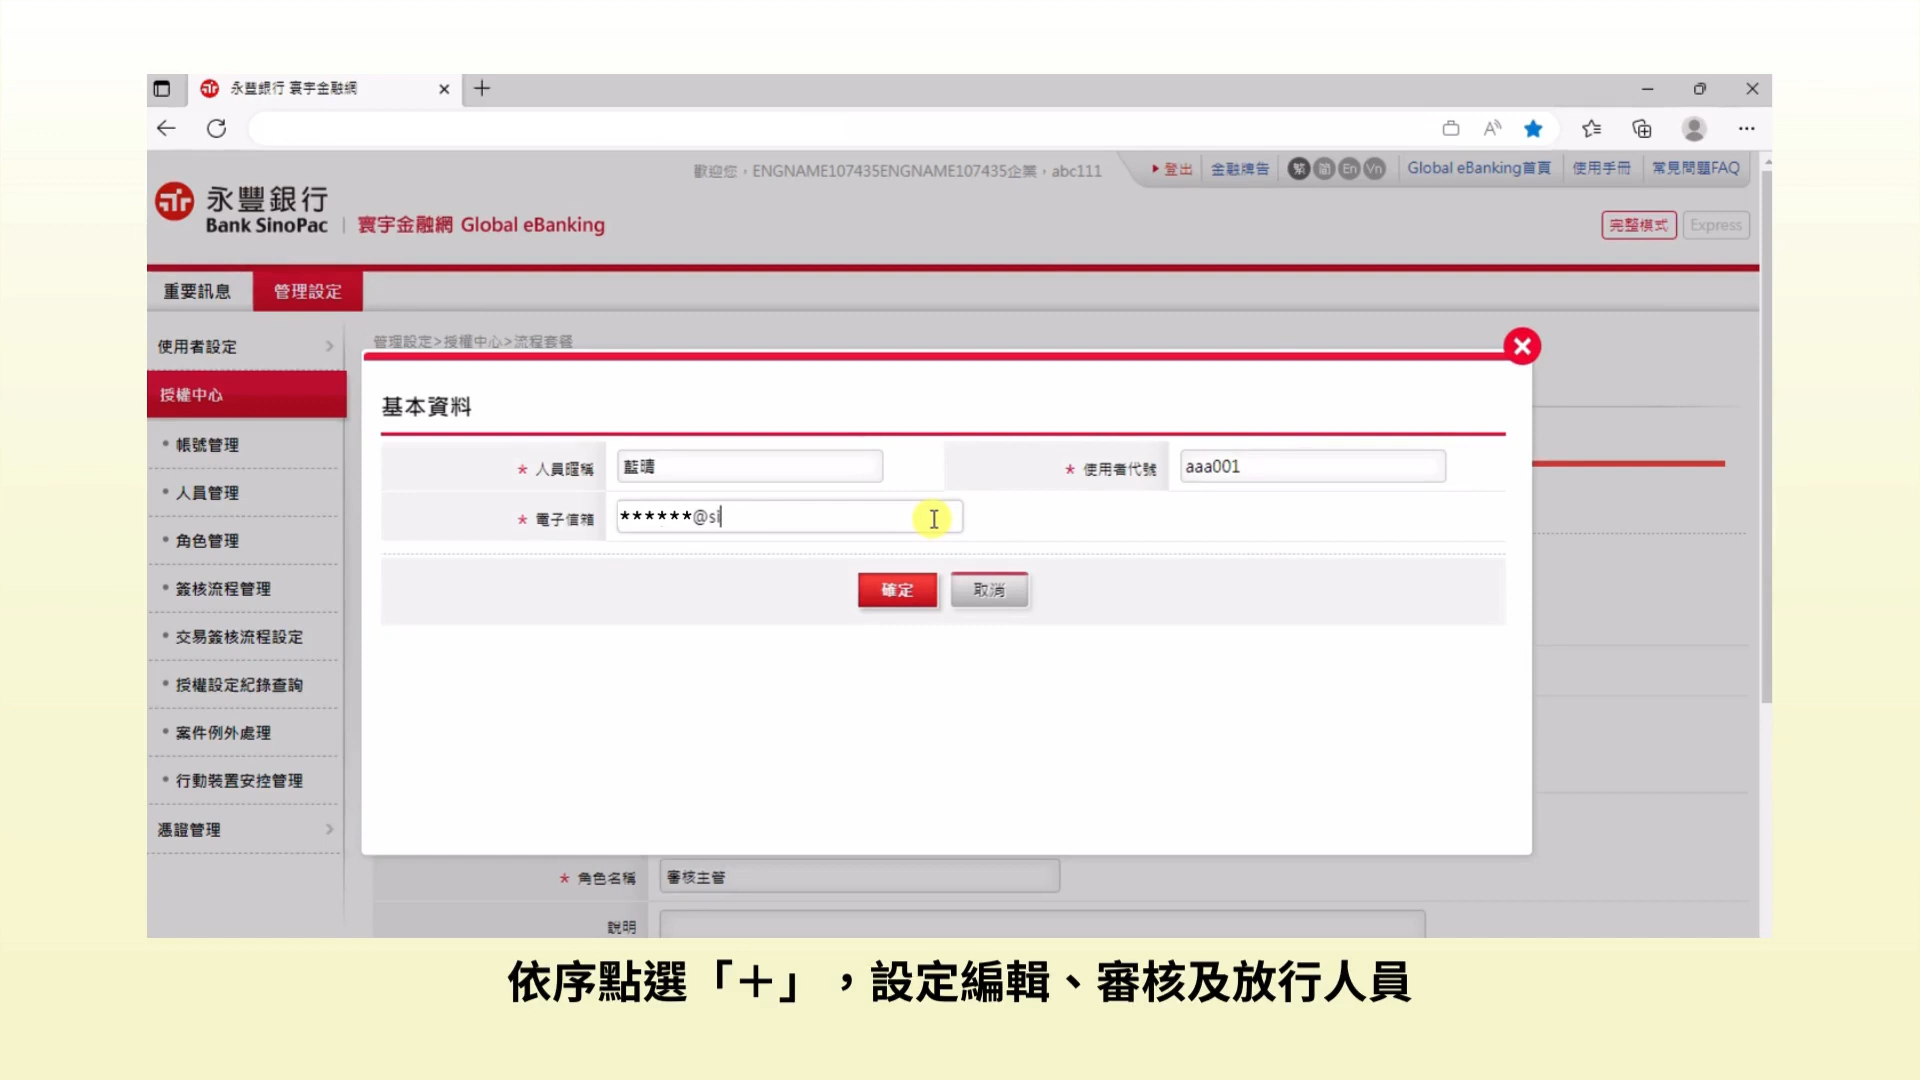 永豐銀行 寰宇金融網
歡迎您，ENGNAME107435ENGNAME107435企業，abc111
登出 金融牌告 繁 簡 En Vn Global eBanking首頁 使用手冊 常見問題FAQ
永豐銀行
Bank SinoPac
寰宇金融網 Global eBanking
完整模式 Express
重要訊息 管理設定
使用者設定
授權中心
帳號管理
人員管理
角色管理
簽核流程管理
交易簽核流程設定
授權設定紀錄查詢
案件例外處理
行動裝置安控管理
憑證管理
管理設定>授權中心>流程套餐
基本資料
* 人員暱稱 藍晴 * 使用者代號 aaa001
* 電子信箱 ******@si
確定 取消
* 角色名稱 審核主管
說明
依序點選「＋」，設定編輯、審核及放行人員